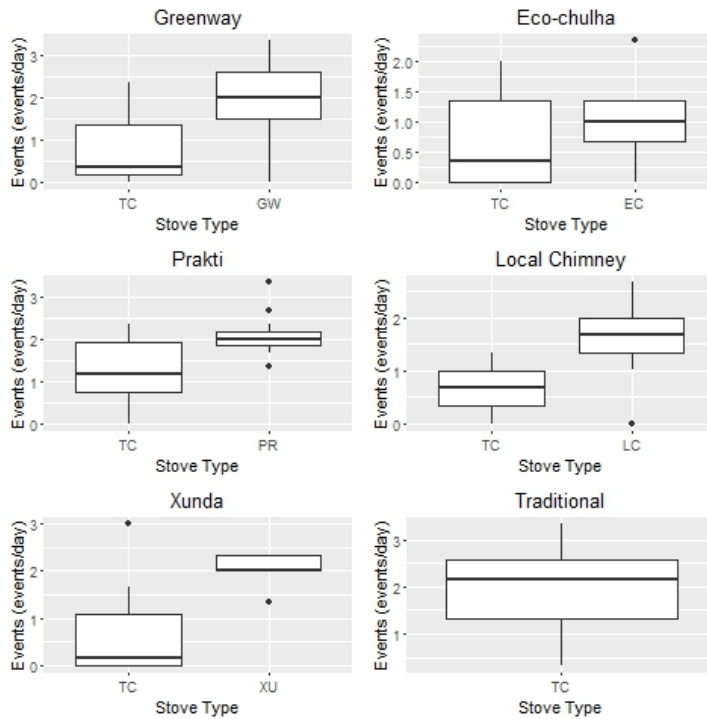 Greenway
Events (events/day)
3
2
1
0
TC GW
Stove Type
Eco-chulha
Events (events/day)
2.0
1.5
1.0
0.5
0.0
TC EC
Stove Type
Prakti
Events (events/day)
3
2
1
0
TC PR
Stove Type
Local Chimney
Events (events/day)
2
1
0
TC LC
Stove Type
Xunda
Events (events/day)
3
2
1
0
TC XU
Stove Type
Traditional
Events (events/day)
3
2
1
TC
Stove Type